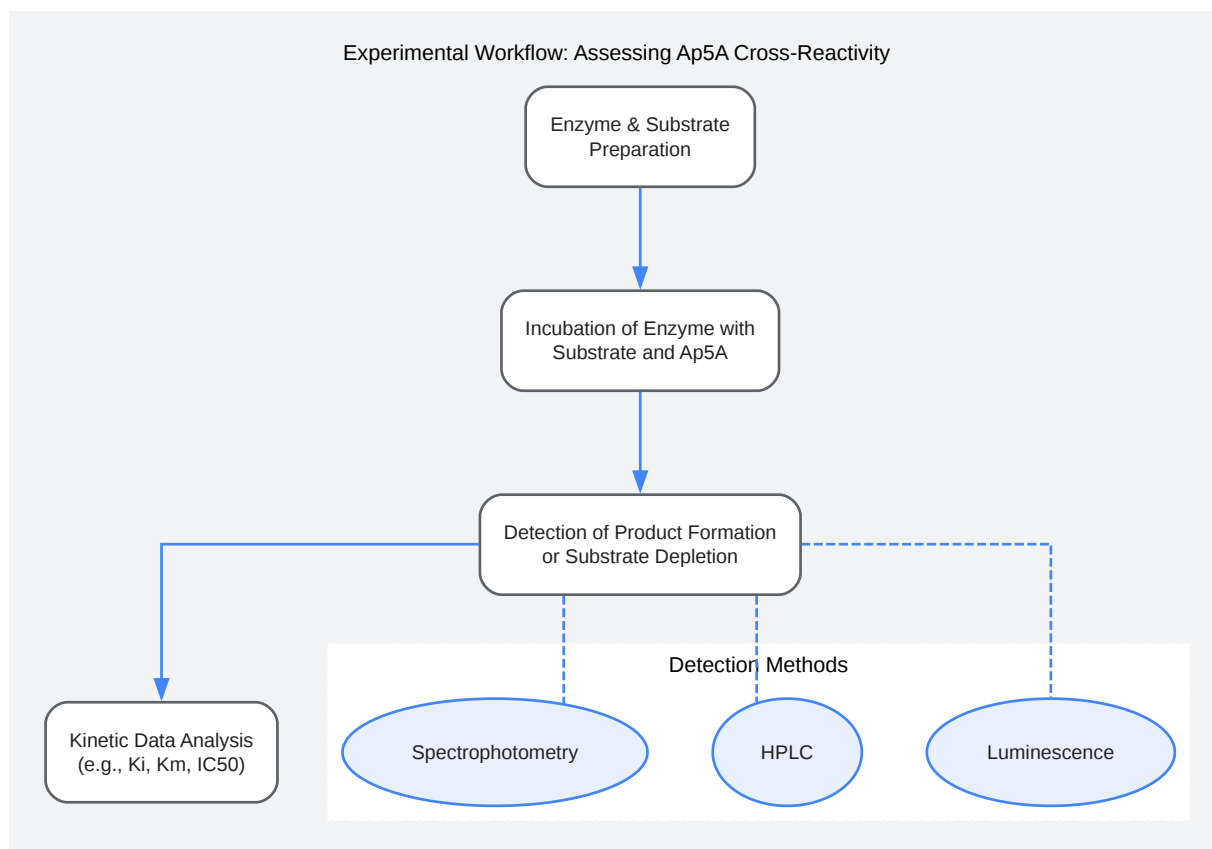 Experimental Workflow: Assessing Ap5A Cross-Reactivity
Enzyme & Substrate
Preparation
Incubation of Enzyme with
Substrate and Ap5A
Detection of Product Formation
or Substrate Depletion
Detection Methods
Kinetic Data Analysis
(e.g., Ki, Km, IC50)
Spectrophotometry
HPLC
Luminescence